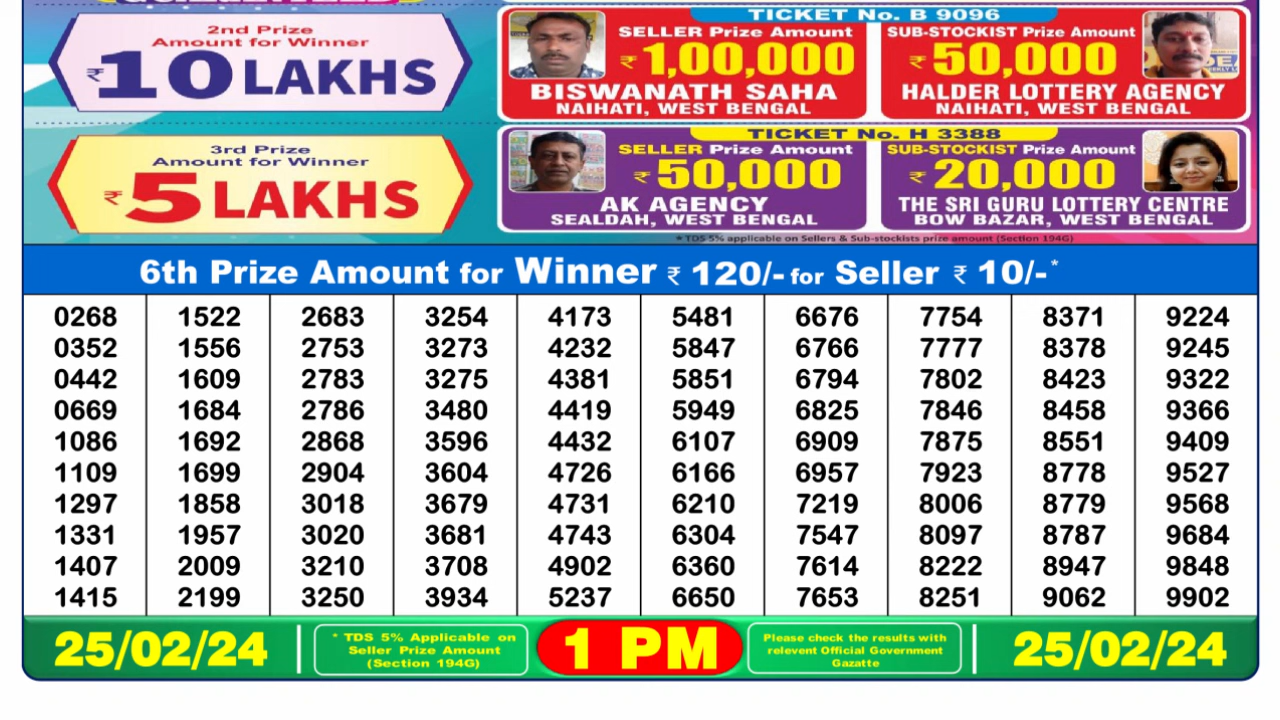 TICKET No. B 9096
2nd Prize
Amount for Winner
₹10 LAKHS
SELLER Prize Amount
₹1,00,000
BISWANATH SAHA
NAIHATI, WEST BENGAL
SUB-STOCKIST Prize Amount
₹50,000
HALDER LOTTERY AGENCY
NAIHATI, WEST BENGAL
TICKET No. H 3388
3rd Prize
Amount for Winner
₹5 LAKHS
SELLER Prize Amount
₹50,000
AK AGENCY
SEALDAH, WEST BENGAL
SUB-STOCKIST Prize Amount
₹20,000
THE SRI GURU LOTTERY CENTRE
BOW BAZAR, WEST BENGAL
* TDS 5% applicable on Sellers & Sub-stockists prize amount (Section 194G)
6th Prize Amount for Winner ₹ 120/- for Seller ₹ 10/-*
0268 1522 2683 3254 4173 5481 6676 7754 8371 9224
0352 1556 2753 3273 4232 5847 6766 7777 8378 9245
0442 1609 2783 3275 4381 5851 6794 7802 8423 9322
0669 1684 2786 3480 4419 5949 6825 7846 8458 9366
1086 1692 2868 3596 4432 6107 6909 7875 8551 9409
1109 1699 2904 3604 4726 6166 6957 7923 8778 9527
1297 1858 3018 3679 4731 6210 7219 8006 8779 9568
1331 1957 3020 3681 4743 6304 7547 8097 8787 9684
1407 2009 3210 3708 4902 6360 7614 8222 8947 9848
1415 2199 3250 3934 5237 6650 7653 8251 9062 9902
25/02/24
* TDS 5% Applicable on
Seller Prize Amount
(Section 194G)
1 PM
Please check the results with
relevent Official Government
Gazatte
25/02/24